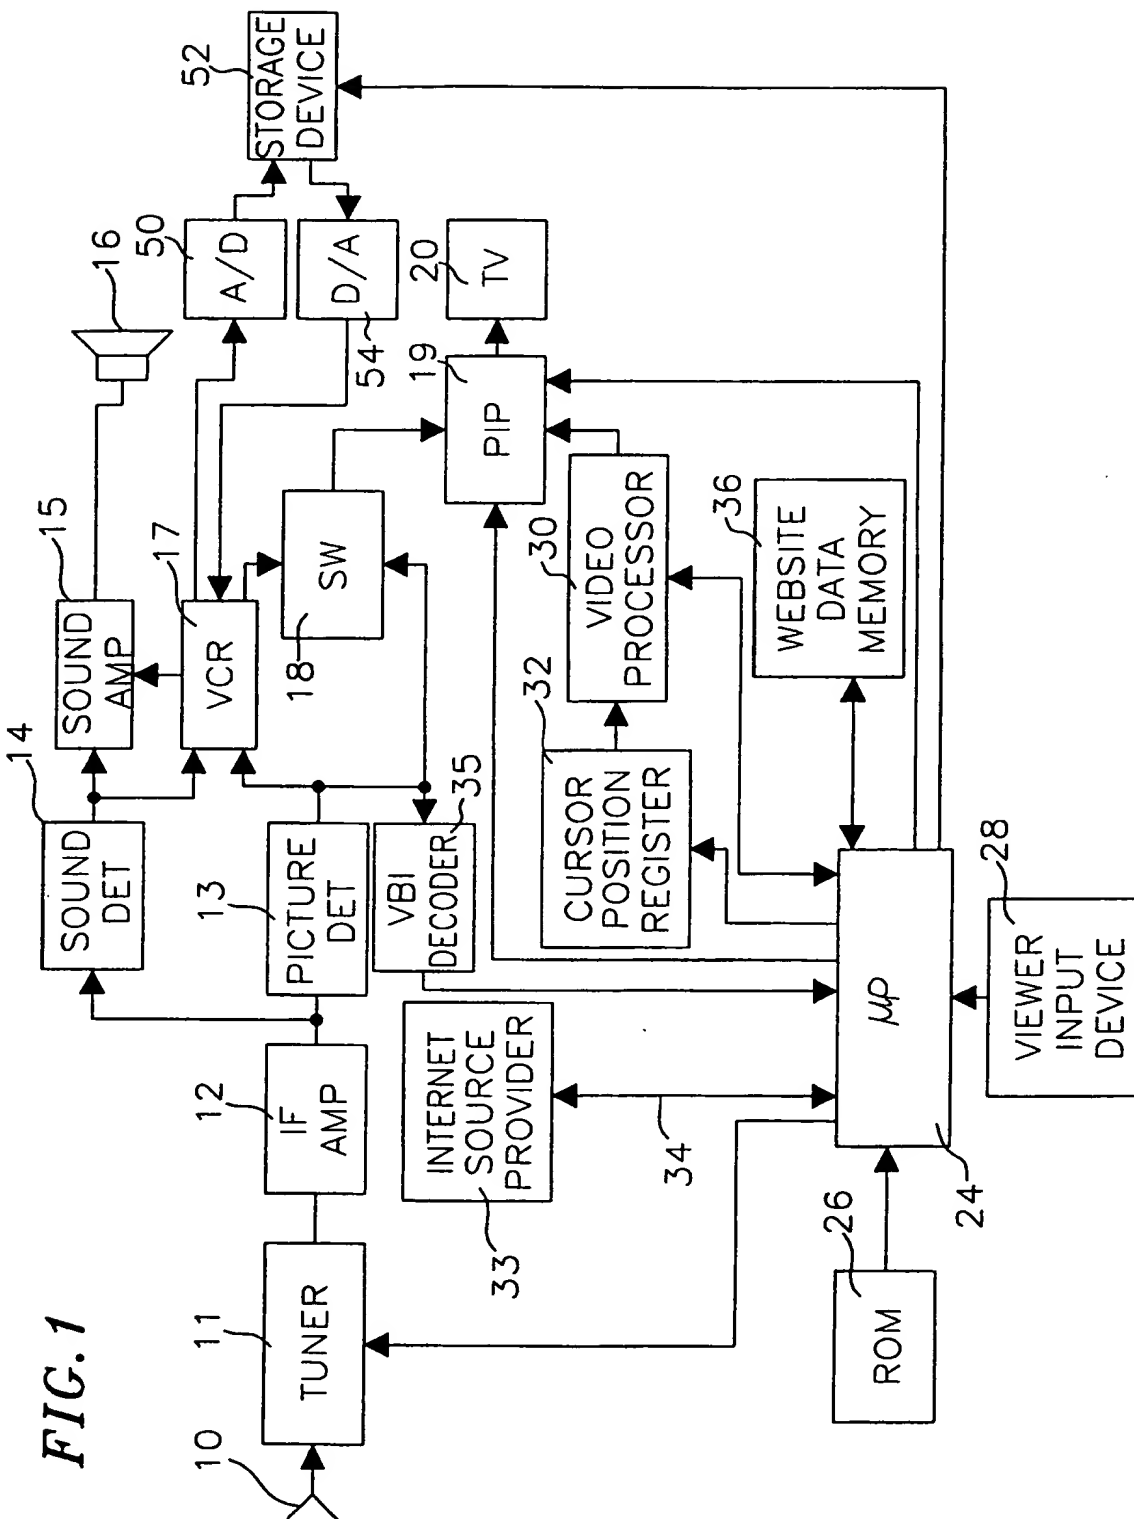 FIG.1
10
11
TUNER
12
IF
AMP
13
PICTURE
DET
14
SOUND
DET
15
SOUND
AMP
16
17
VCR
18
SW
50
A/D
52
STORAGE
DEVICE
54
D/A
19
PIP
20
TV
35
VBI
DECODER
33
INTERNET
SOURCE
PROVIDER
34
32
CURSOR
POSITION
REGISTER
30
VIDEO
PROCESSOR
36
WEBSITE
DATA
MEMORY
26
ROM
24
μP
28
VIEWER
INPUT
DEVICE